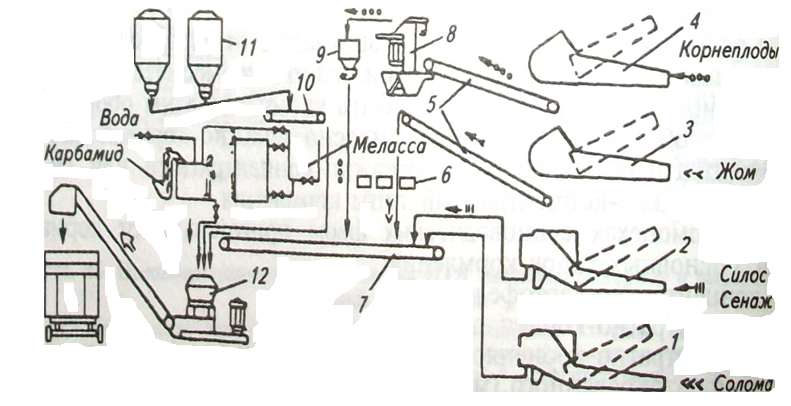 4
Корнеплоды
11
9
8
10
5
Вода
3
Жом
Карбамид
Меласса
6
2
Силос
Сенаж
12
7
1
Солома